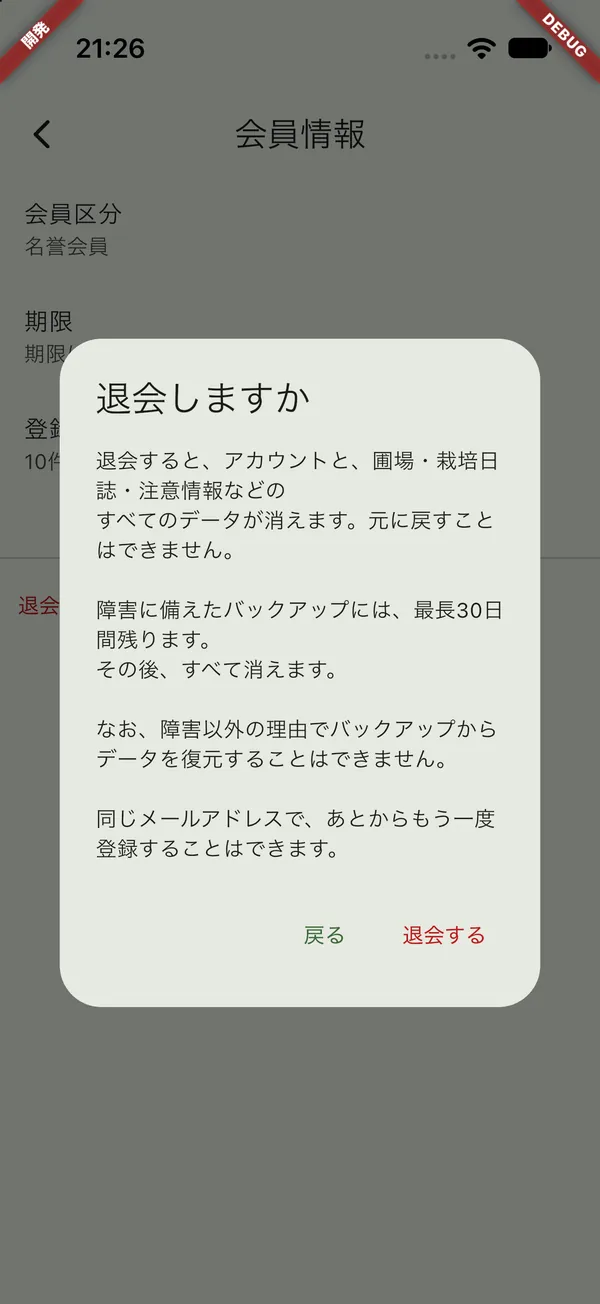 開発
21:26
DEBUG
会員情報
会員区分
名誉会員
期限
期限
登録
10件
退会しますか
退会すると、アカウントと、圃場・栽培日
誌・注意情報などの
すべてのデータが消えます。元に戻すこと
はできません。
障害に備えたバックアップには、最長30日
間残ります。
その後、すべて消えます。
なお、障害以外の理由でバックアップから
データを復元することはできません。
同じメールアドレスで、あとからもう一度
登録することはできます。
戻る
退会する
退会